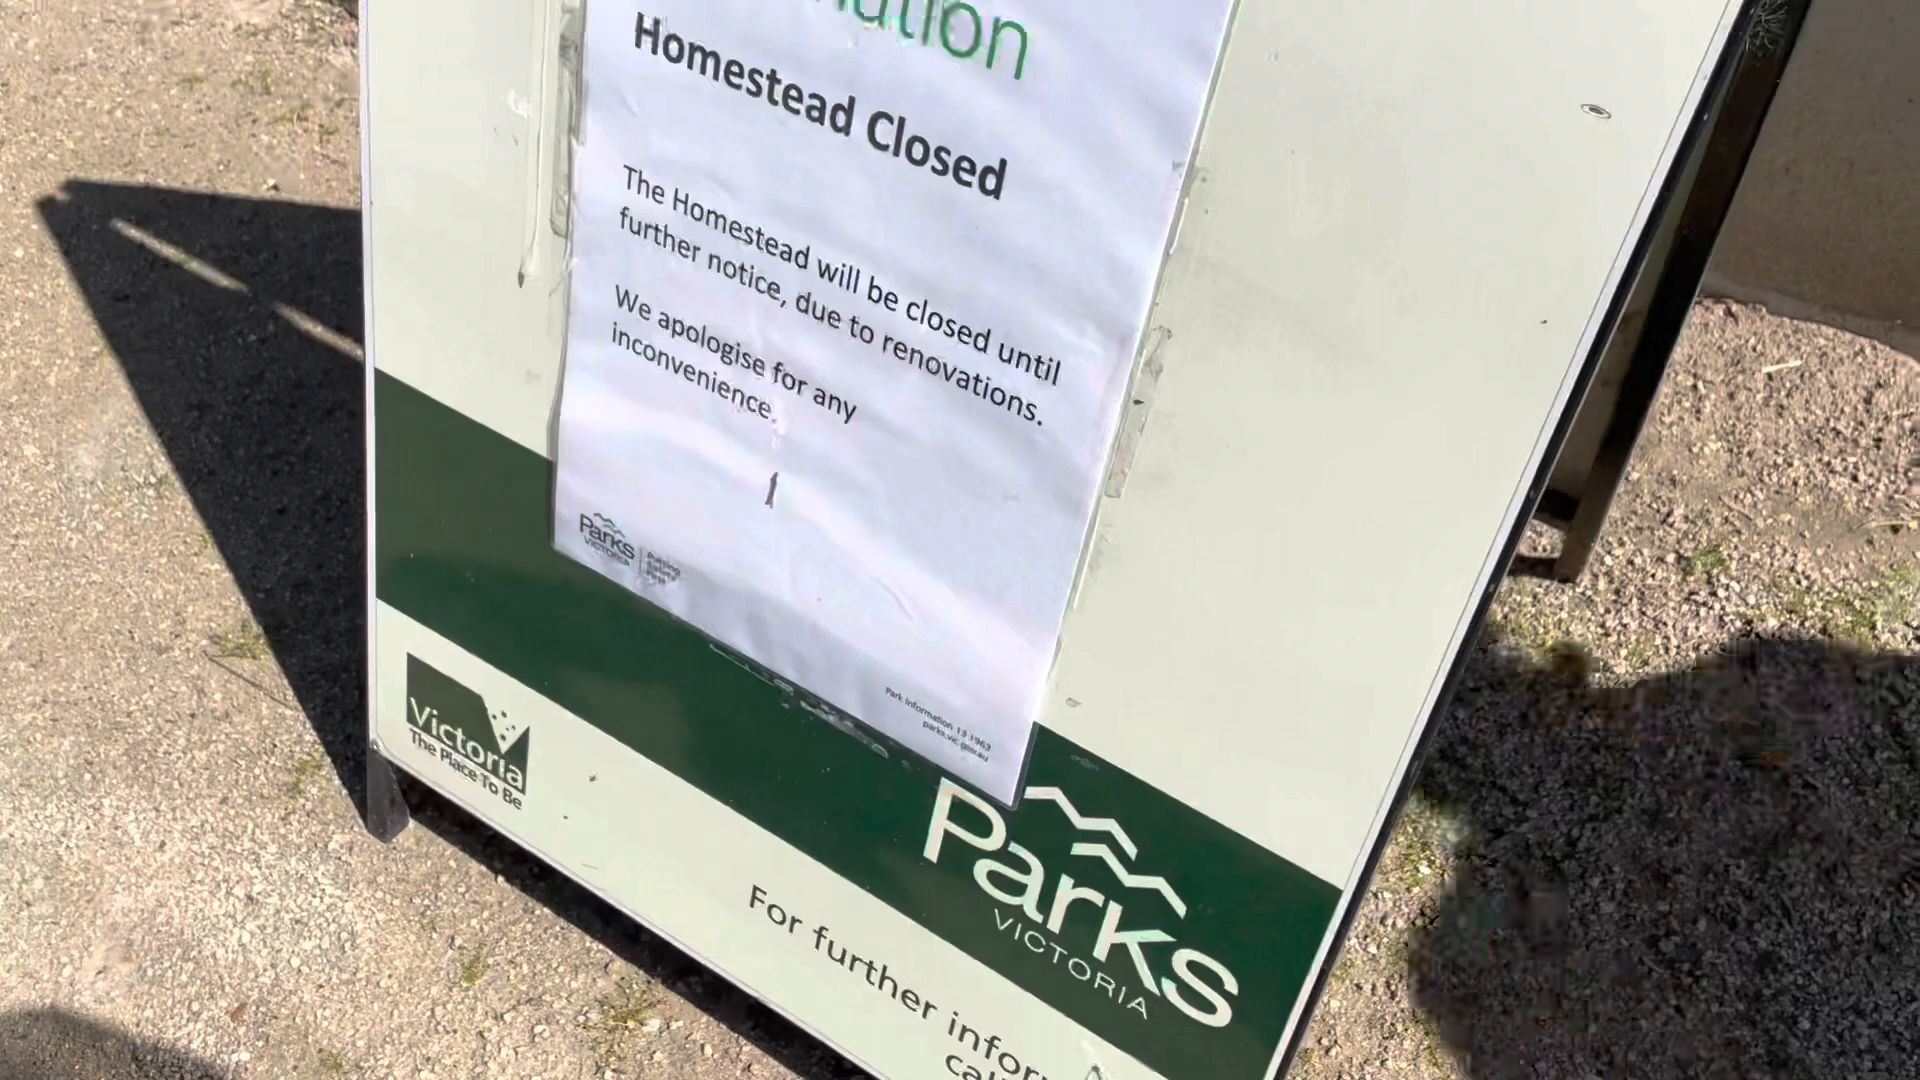 Homestead Closed
The Homestead will be closed until
further notice, due to renovations.
We apologise for any
inconvenience.
Parks
VICTORIA
Park Information 13 1963
parks.vic.gov.au
Victoria
The Place To Be
Parks
VICTORIA
For further